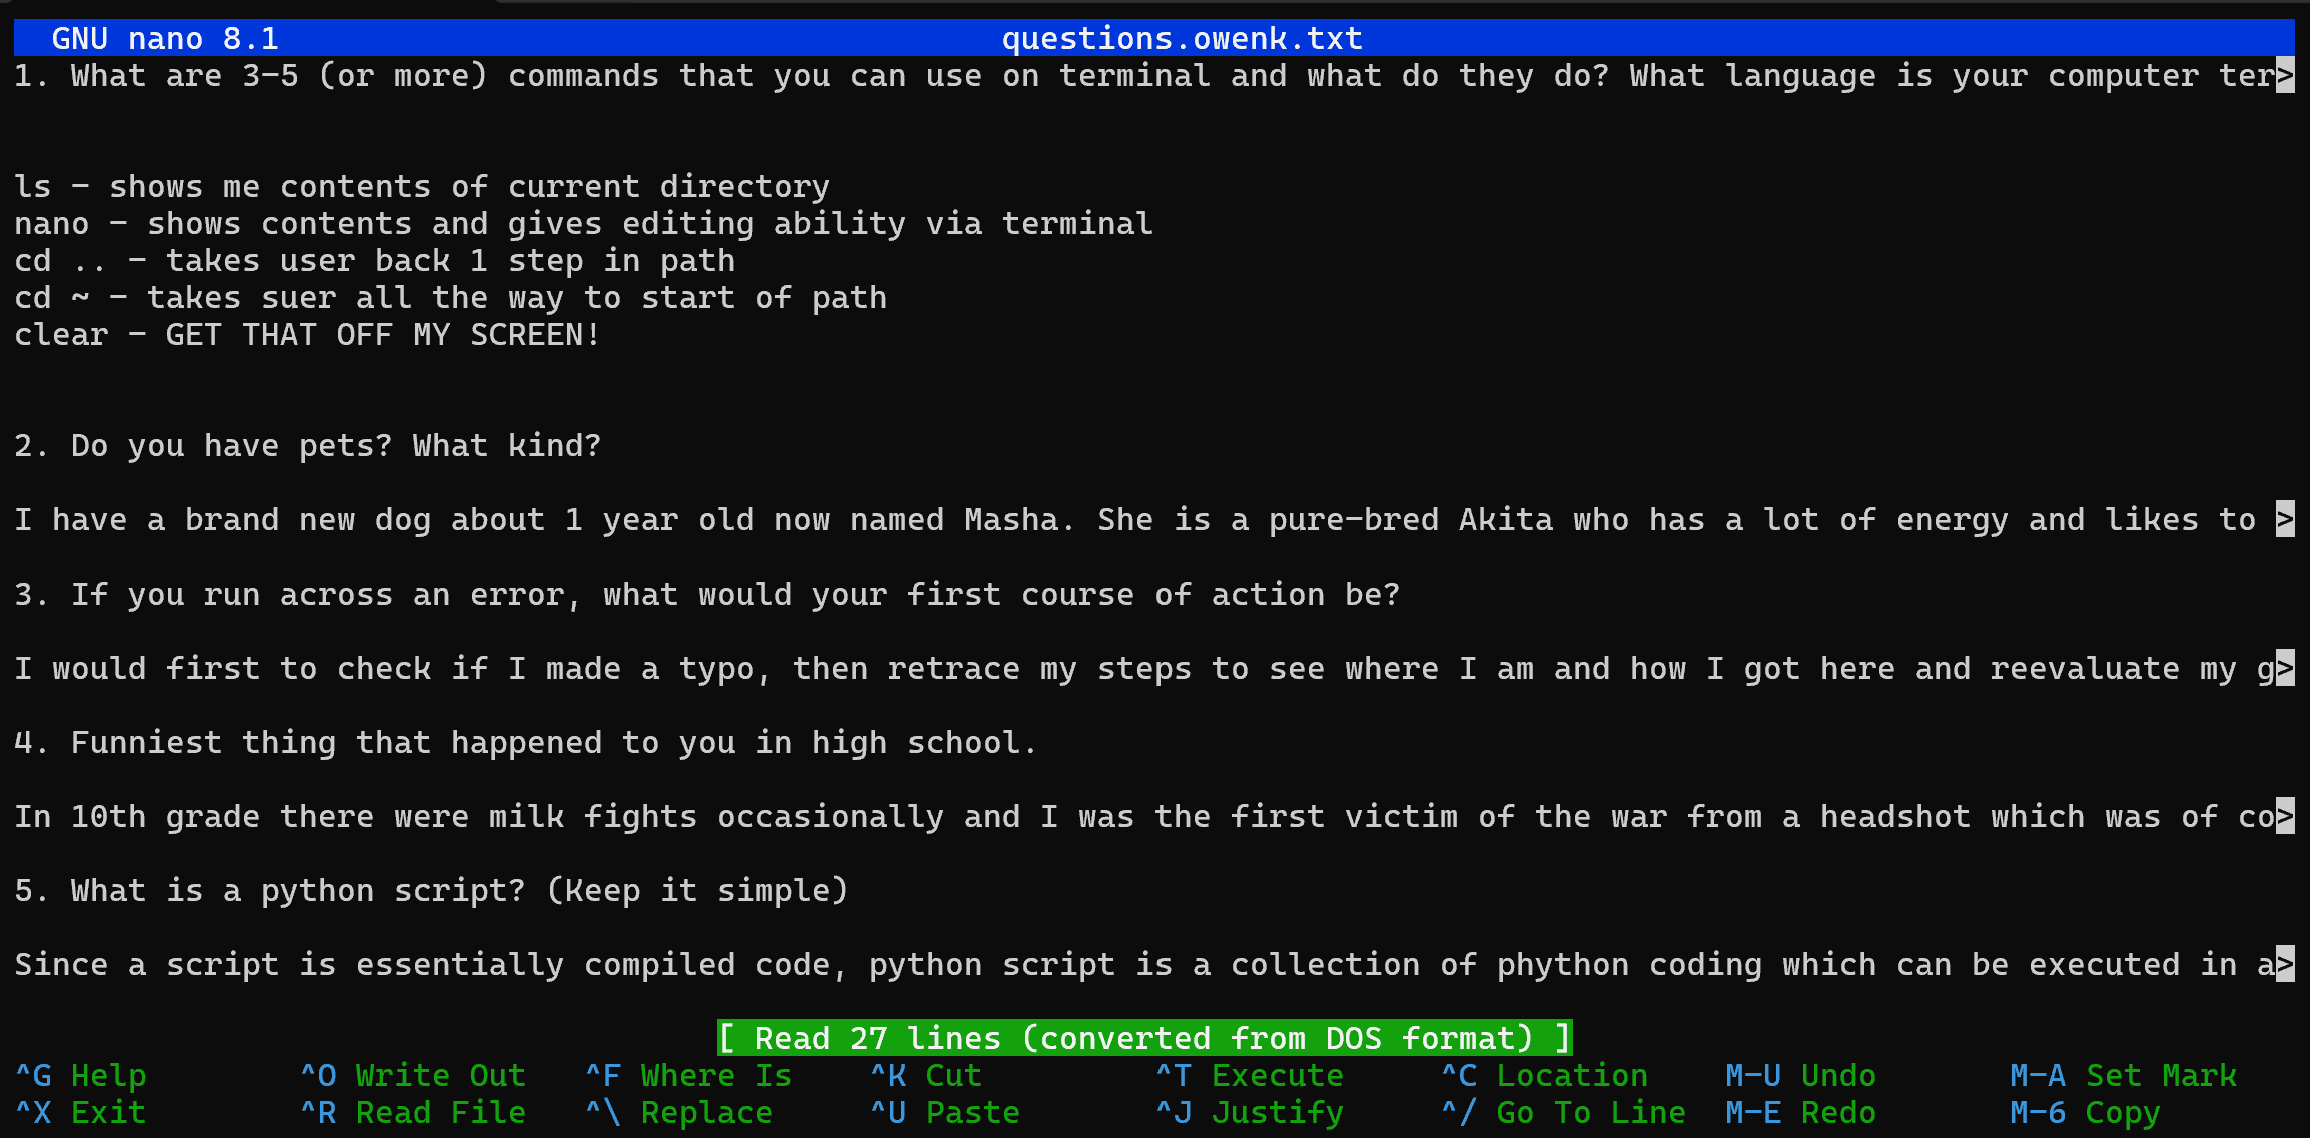 GNU nano 8.1 questions.owenk.txt
1. What are 3-5 (or more) commands that you can use on terminal and what do they do? What language is your computer ter>
ls - shows me contents of current directory
nano - shows contents and gives editing ability via terminal
cd .. - takes user back 1 step in path
cd ~ - takes suer all the way to start of path
clear - GET THAT OFF MY SCREEN!
2. Do you have pets? What kind?
I have a brand new dog about 1 year old now named Masha. She is a pure-bred Akita who has a lot of energy and likes to >
3. If you run across an error, what would your first course of action be?
I would first to check if I made a typo, then retrace my steps to see where I am and how I got here and reevaluate my g>
4. Funniest thing that happened to you in high school.
In 10th grade there were milk fights occasionally and I was the first victim of the war from a headshot which was of co>
5. What is a python script? (Keep it simple)
Since a script is essentially compiled code, python script is a collection of phython coding which can be executed in a>
[ Read 27 lines (converted from DOS format) ]
^G Help ^O Write Out ^F Where Is ^K Cut ^T Execute ^C Location M-U Undo M-A Set Mark
^X Exit ^R Read File ^\ Replace ^U Paste ^J Justify ^/ Go To Line M-E Redo M-6 Copy